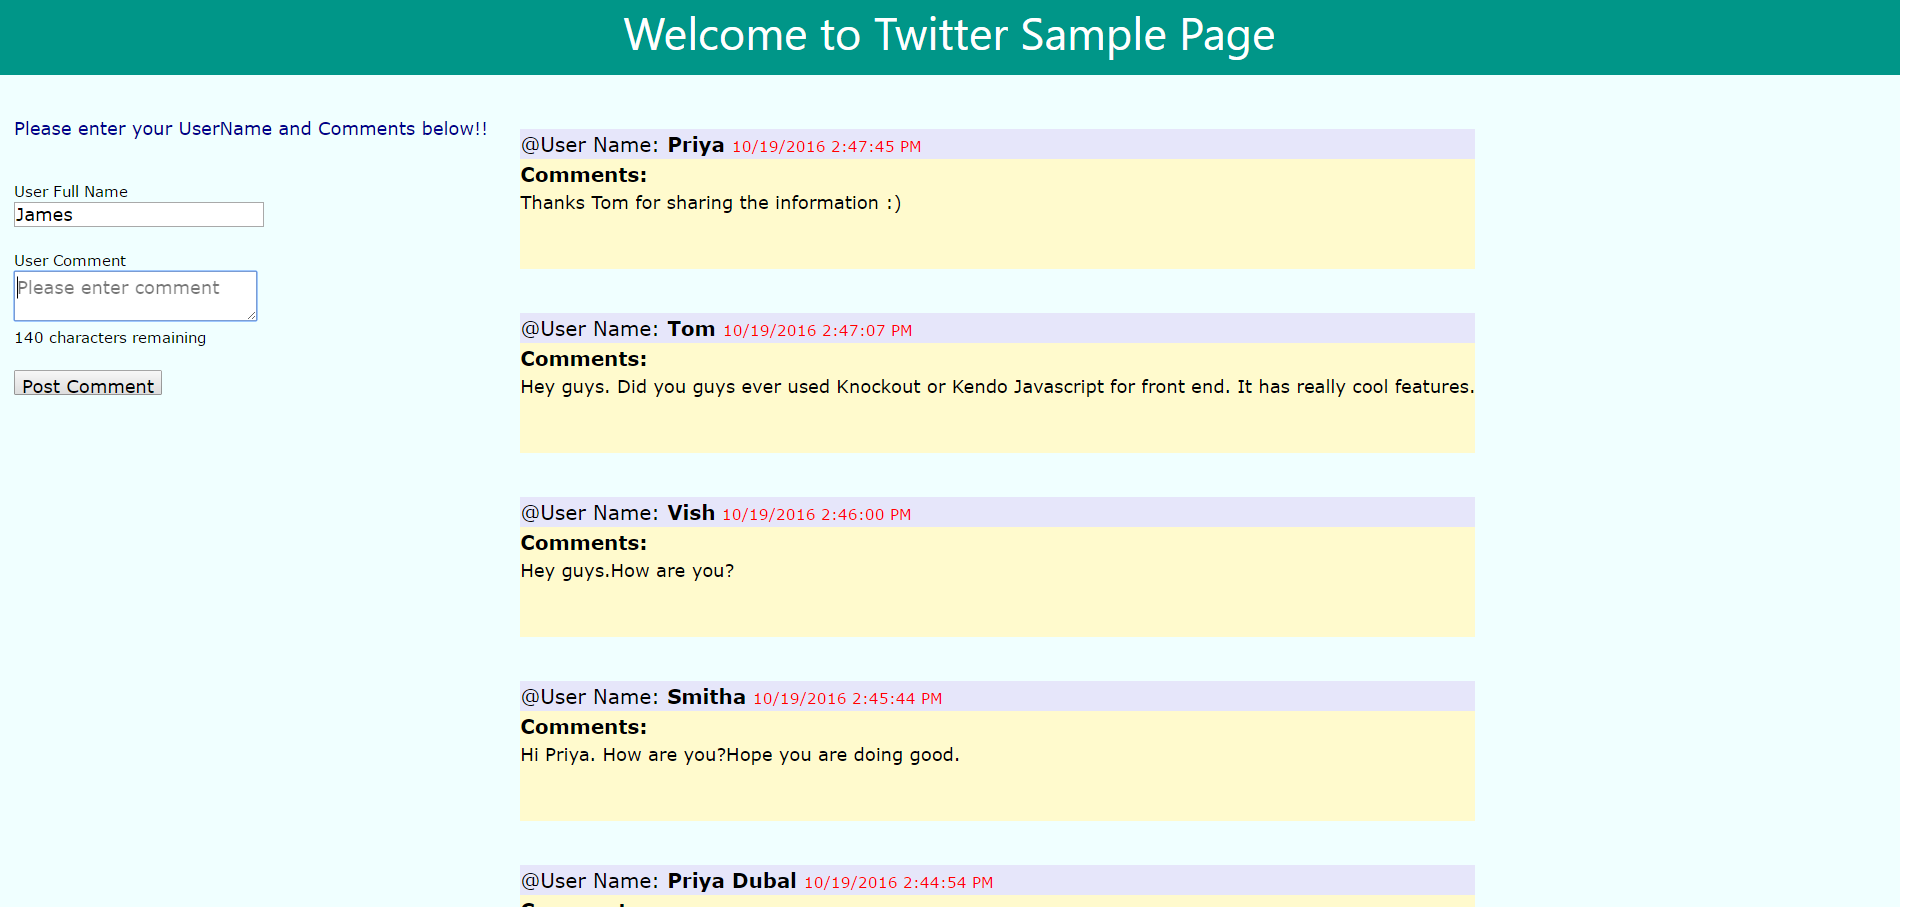 Welcome to Twitter Sample Page
Please enter your UserName and Comments below!!
User Full Name
James
User Comment
Please enter comment
140 characters remaining
Post Comment
@User Name: Priya 10/19/2016 2:47:45 PM
Comments:
Thanks Tom for sharing the information :)
@User Name: Tom 10/19/2016 2:47:07 PM
Comments:
Hey guys. Did you guys ever used Knockout or Kendo Javascript for front end. It has really cool features.
@User Name: Vish 10/19/2016 2:46:00 PM
Comments:
Hey guys.How are you?
@User Name: Smitha 10/19/2016 2:45:44 PM
Comments:
Hi Priya. How are you?Hope you are doing good.
@User Name: Priya Dubal 10/19/2016 2:44:54 PM